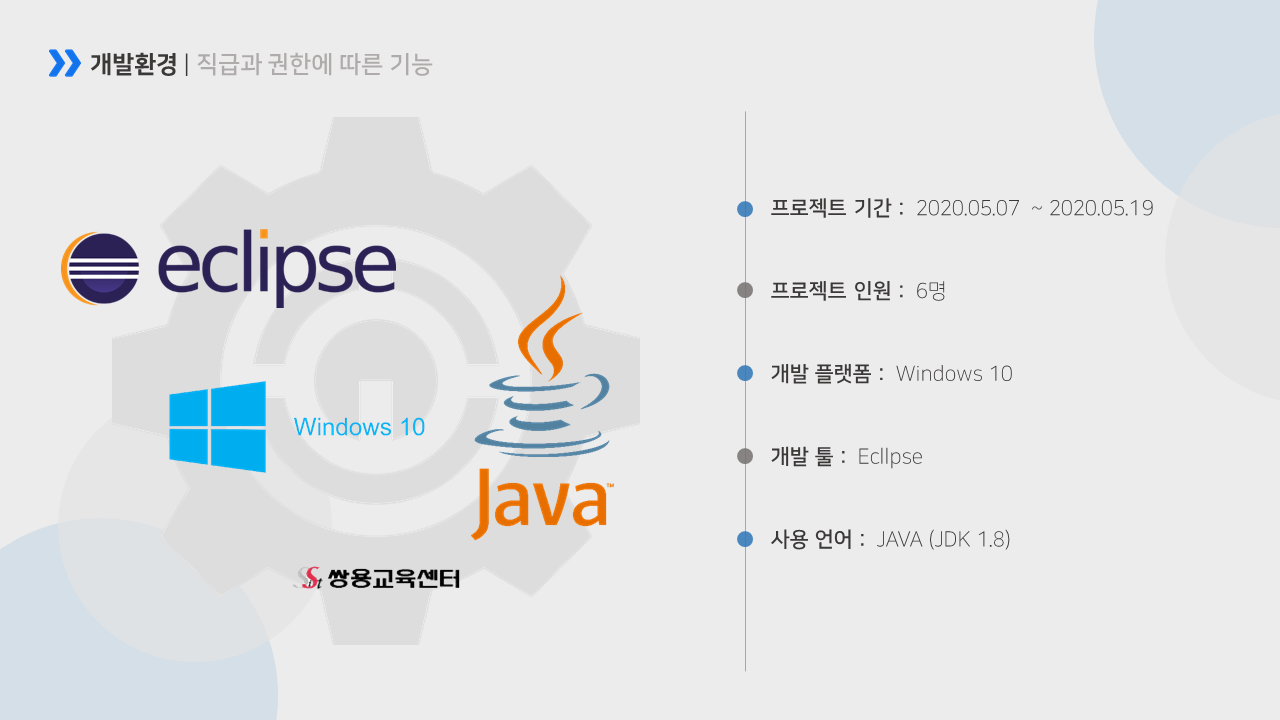 개발환경 | 직급과 권한에 따른 기능
eclipse
Windows 10
Java™
쌍용교육센터
프로젝트 기간 : 2020.05.07 ~ 2020.05.19
프로젝트 인원 : 6명
개발 플랫폼 : Windows 10
개발 툴 : Ecllpse
사용 언어 : JAVA (JDK 1.8)